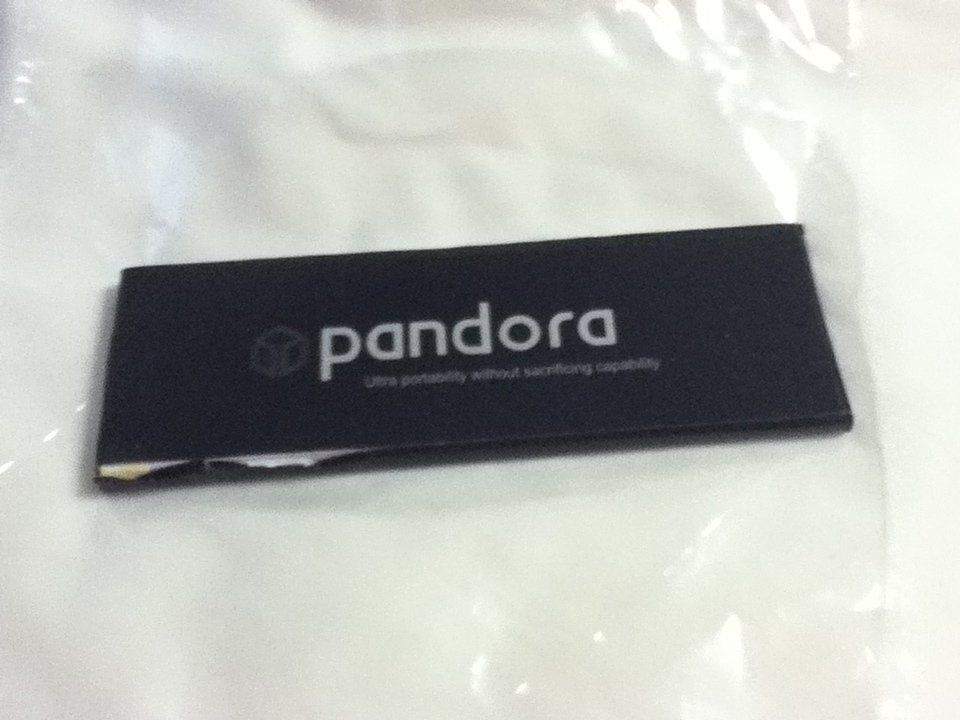 pandora
Ultra portability without sacrificing capability